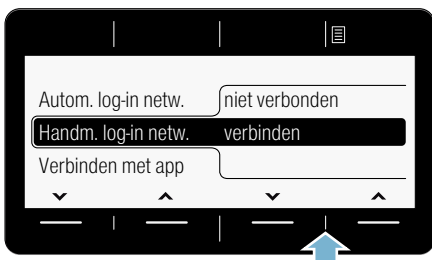 Autom. log-in netw. niet verbonden
Handm. log-in netw. verbinden
Verbinden met app